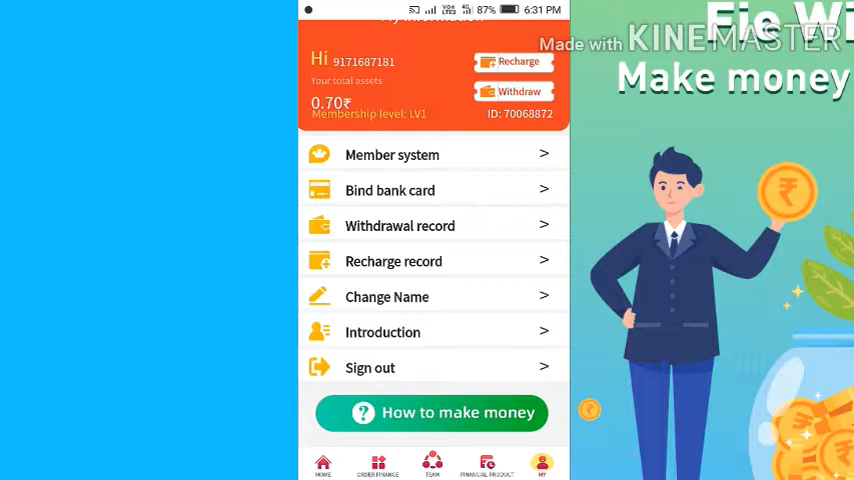 87% 6:31 PM
My Information
Hi 9171687181
Recharge
Your total assets
Withdraw
0.70₹
Membership level: LV1
ID: 70068872
Member system >
Bind bank card >
Withdrawal record >
Recharge record >
Change Name >
Introduction >
Sign out >
? How to make money
HOME
ORDER FINANCE
TEAM
FINANCIAL PRODUCT
MY
Made with KINEMASTER
Make money